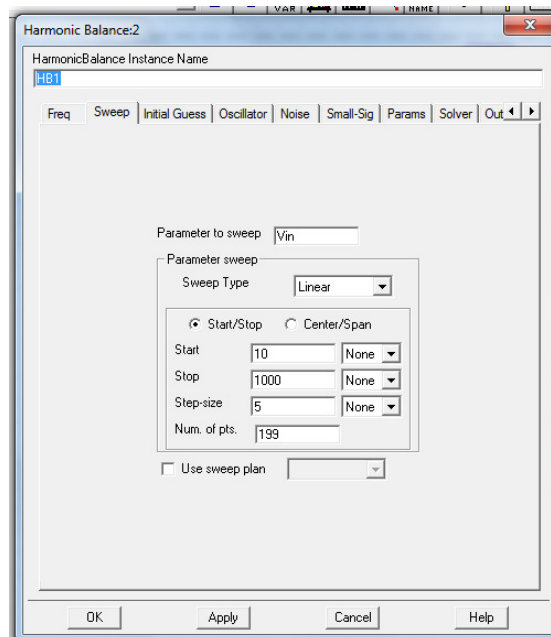 VAR
NAME
Harmonic Balance:2
HarmonicBalance Instance Name
HB1
Freq Sweep Initial Guess Oscillator Noise Small-Sig Params Solver Out
Parameter to sweep Vin
Parameter sweep
Sweep Type Linear
Start/Stop Center/Span
Start 10 None
Stop 1000 None
Step-size 5 None
Num. of pts. 199
Use sweep plan
OK Apply Cancel Help